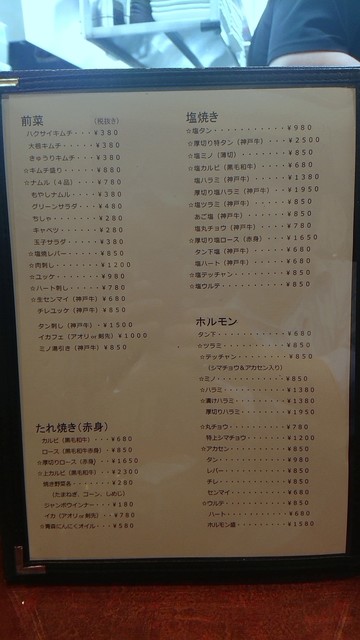 前菜 (税抜き)
ハクサイキムチ・・・￥380
大根キムチ・・・・・￥380
きゅうりキムチ・・・￥380
☆キムチ盛り・・・・￥880
☆ナムル（4品）・・・￥780
もやしナムル・・・・￥380
グリーンサラダ・・・￥480
ちしゃ・・・・・・・￥280
キャベツ・・・・・・￥280
玉子サラダ・・・・・￥380
☆塩焼レバー・・・・￥850
☆肉刺し・・・・・￥1200
☆ユッケ・・・・・・￥980
☆ハート刺し・・・・￥780
☆生センマイ（神戸牛）￥680
チレユッケ（神戸牛）￥850
タン刺し（神戸牛）・￥1500
イカフェ（アオリor剣先）￥1000
ミノ湯引き（神戸牛）￥850
たれ焼き(赤身)
カルビ（黒毛和牛）・・・￥680
ロース（黒毛和牛赤身）・￥850
☆厚切りロース（赤身）・￥1650
☆上カルビ（黒毛和牛）・￥2300
焼き野菜各・・・・・・￥280
（たまねぎ、コーン、しめじ）
ジャンボウインナー・・￥180
イカ（アオリor剣先）・￥780
☆青森にんにくオイル・・￥580
塩焼き
☆塩タン・・・・・・・・・￥980
☆厚切り特タン（神戸牛）・・￥2500
☆塩ミノ（薄切）・・・・・￥850
☆塩カルビ（黒毛和牛）・・￥680
塩ハラミ（神戸牛）・・・￥1380
厚切り塩ハラミ（神戸牛）・￥1950
☆塩ツラミ（神戸牛）・・・￥850
あご塩（神戸牛）・・・・￥850
塩丸チョウ（神戸牛）・・￥780
☆厚切り塩ロース（赤身）・￥1650
タン下塩（神戸牛）・・・￥680
塩ハート（神戸牛）・・・￥680
☆塩テッチャン・・・・・・￥850
☆塩ウルテ・・・・・・・・￥850
ホルモン
タン下・・・・・・・・・￥680
☆ツラミ・・・・・・・・・￥850
☆テッチャン・・・・・・・￥850
（シマチョウ＆アカセン入り）
☆ミノ・・・・・・・・・￥850
☆ハラミ・・・・・・・・￥1380
☆漬けハラミ・・・・・・￥1380
厚切りハラミ・・・・・￥1950
☆丸チョウ・・・・・・・￥780
特上シマチョウ・・・・￥1200
☆アカセン・・・・・・・￥850
タン・・・・・・・・・￥980
レバー・・・・・・・・￥850
チレ・・・・・・・・・￥850
センマイ・・・・・・・￥680
☆ウルテ・・・・・・・・￥850
ハート・・・・・・・・￥680
ホルモン盛・・・・・・￥1580